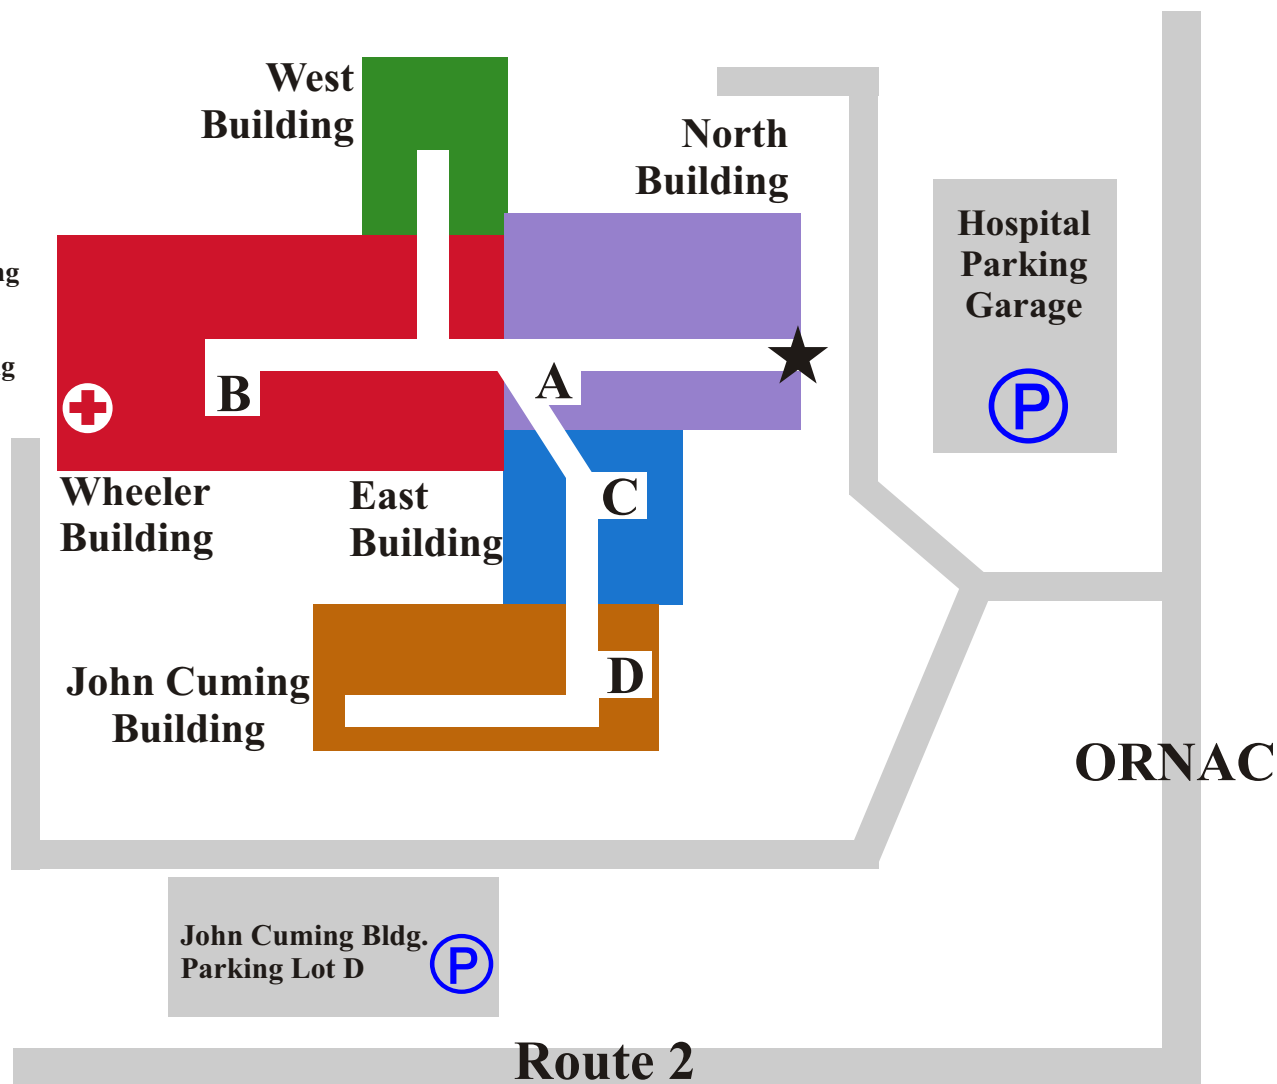 West
Building
North
Building
Hospital
Parking
Garage
P
B
A
C
Wheeler
Building
East
Building
John Cuming
Building
D
ORNAC
John Cuming Bldg.
Parking Lot D
P
Route 2